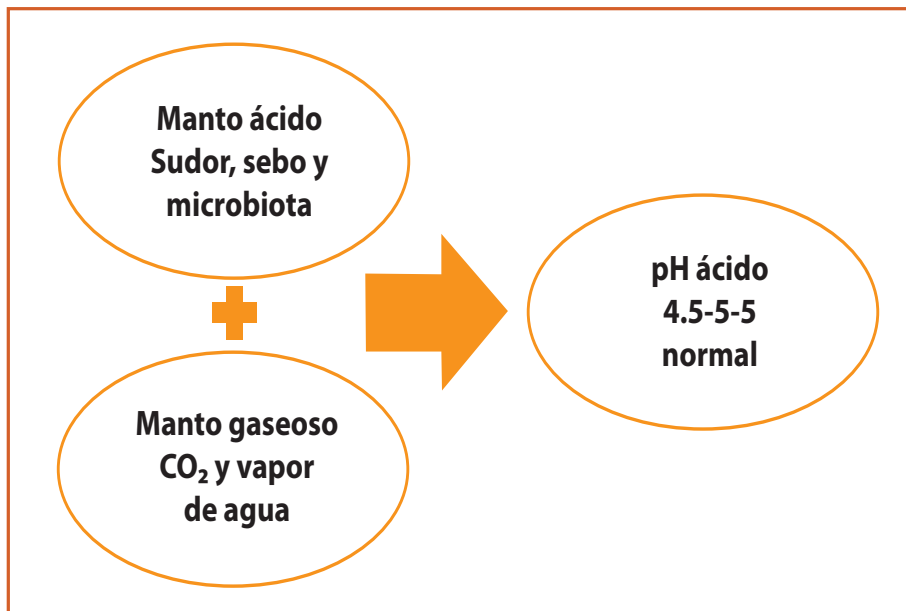 Manto ácido
Sudor, sebo y
microbiota
Manto gaseoso
CO₂ y vapor
de agua
pH ácido
4.5-5-5
normal